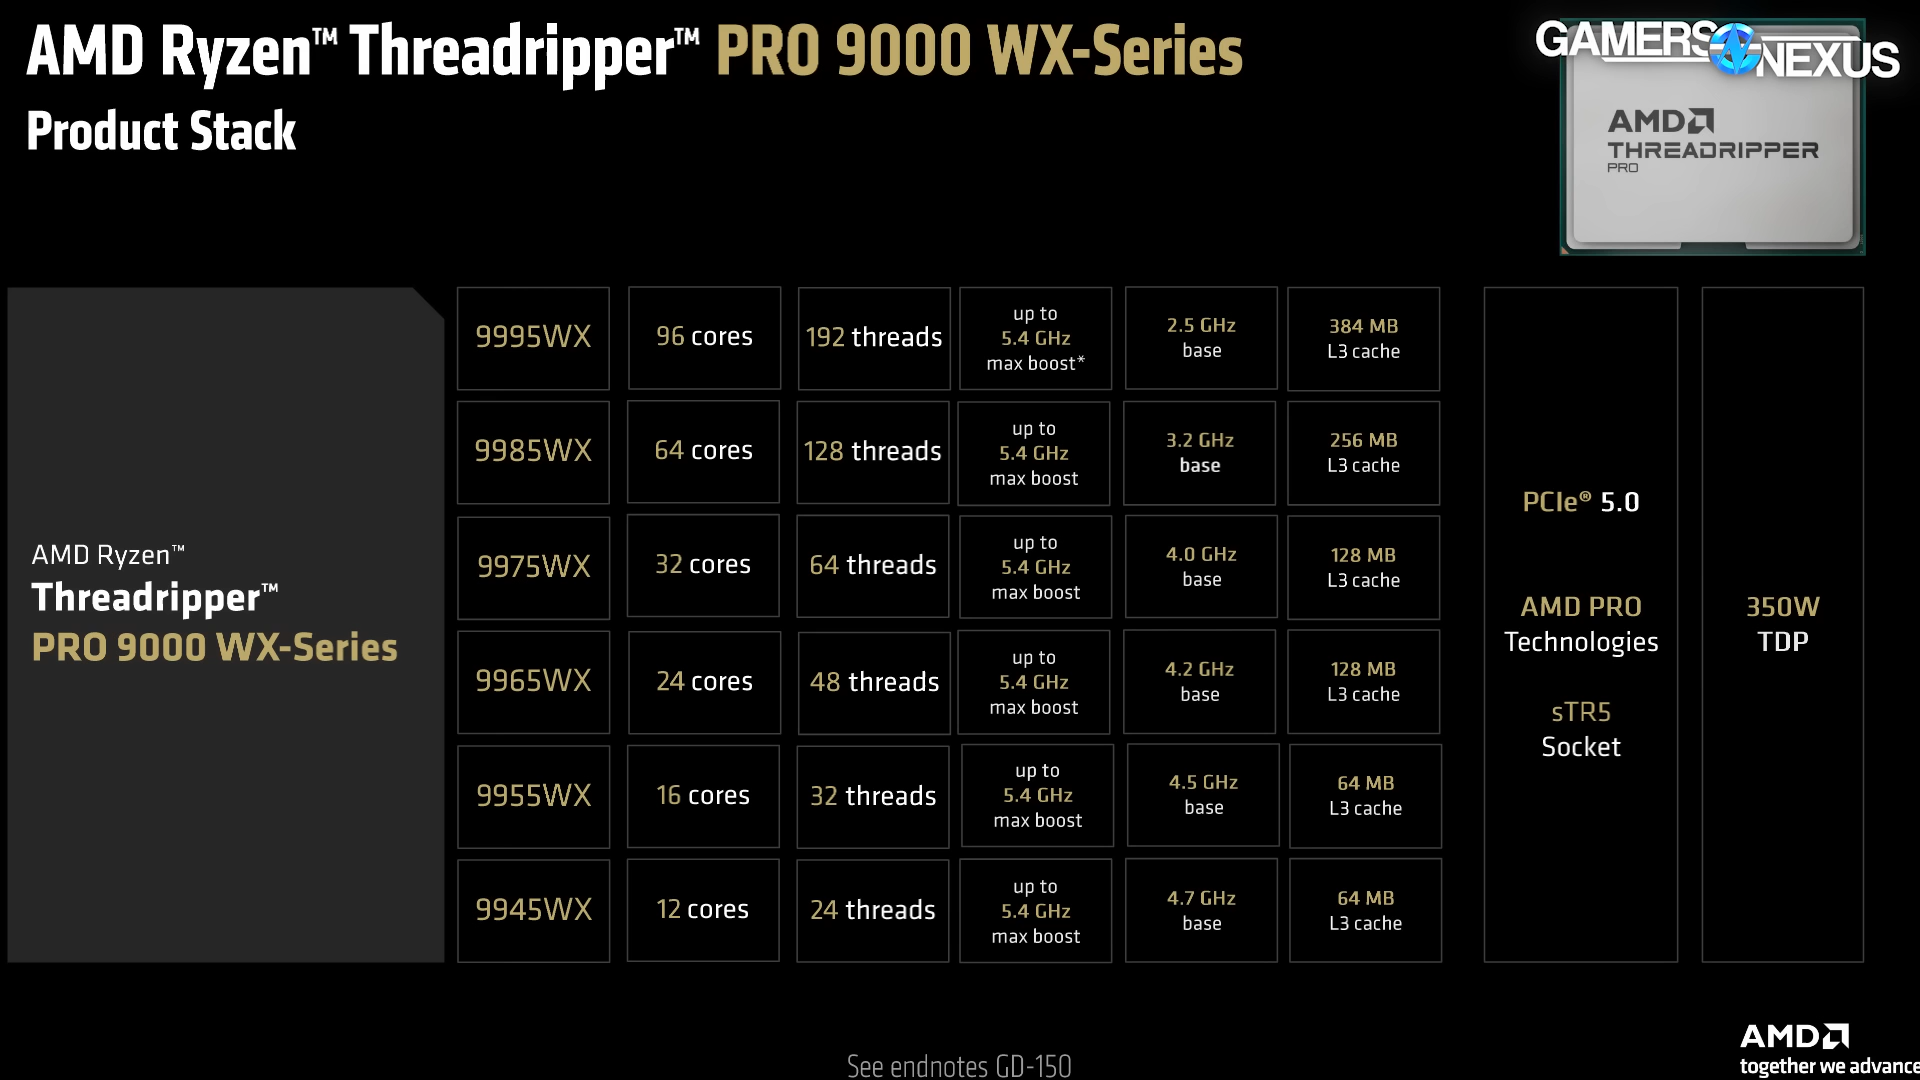 AMD Ryzen™ Threadripper™ PRO 9000 WX-Series
Product Stack
GAMERS NEXUS
AMD
THREADRIPPER
PRO
AMD Ryzen™
Threadripper™
PRO 9000 WX-Series
9995WX
96 cores
192 threads
up to
5.4 GHz
max boost*
2.5 GHz
base
384 MB
L3 cache
9985WX
64 cores
128 threads
up to
5.4 GHz
max boost
3.2 GHz
base
256 MB
L3 cache
9975WX
32 cores
64 threads
up to
5.4 GHz
max boost
4.0 GHz
base
128 MB
L3 cache
9965WX
24 cores
48 threads
up to
5.4 GHz
max boost
4.2 GHz
base
128 MB
L3 cache
9955WX
16 cores
32 threads
up to
5.4 GHz
max boost
4.5 GHz
base
64 MB
L3 cache
9945WX
12 cores
24 threads
up to
5.4 GHz
max boost
4.7 GHz
base
64 MB
L3 cache
PCIe® 5.0
AMD PRO
Technologies
sTR5
Socket
350W
TDP
See endnotes GD-150
AMD
together we advance